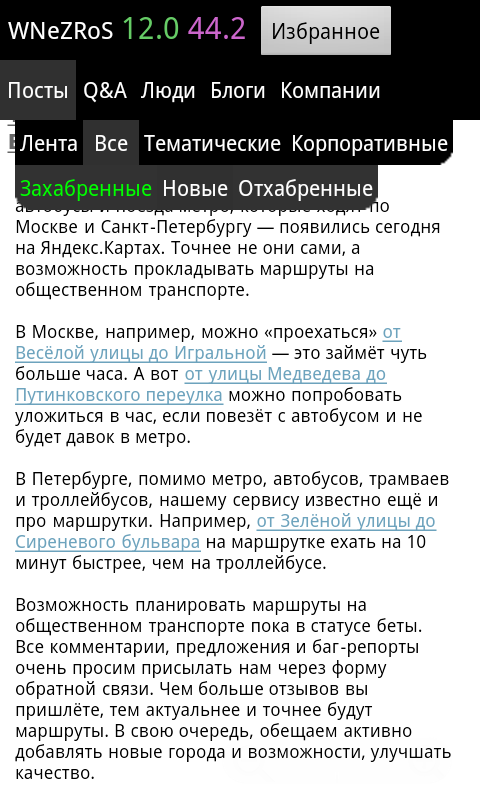 WNeZRoS 12.0 44.2 Избранное
Посты Q&A Люди Блоги Компании
Лента Все Тематические Корпоративные
Захабренные Новые Отхабренные
автобусы и поезда метро, которые ходят по
Москве и Санкт-Петербургу — появились сегодня
на Яндекс.Картах. Точнее не они сами, а
возможность прокладывать маршруты на
общественном транспорте.
В Москве, например, можно «проехаться» от
Весёлой улицы до Игральной — это займёт чуть
больше часа. А вот от улицы Медведева до
Путинковского переулка можно попробовать
уложиться в час, если повезёт с автобусом и не
будет давок в метро.
В Петербурге, помимо метро, автобусов, трамваев
и троллейбусов, нашему сервису известно ещё и
про маршрутки. Например, от Зелёной улицы до
Сиреневого бульвара на маршрутке ехать на 10
минут быстрее, чем на троллейбусе.
Возможность планировать маршруты на
общественном транспорте пока в статусе беты.
Все комментарии, предложения и баг-репорты
очень просим присылать нам через форму
обратной связи. Чем больше отзывов вы
пришлёте, тем актуальнее и точнее будут
маршруты. В свою очередь, обещаем активно
добавлять новые города и возможности, улучшать
качество.